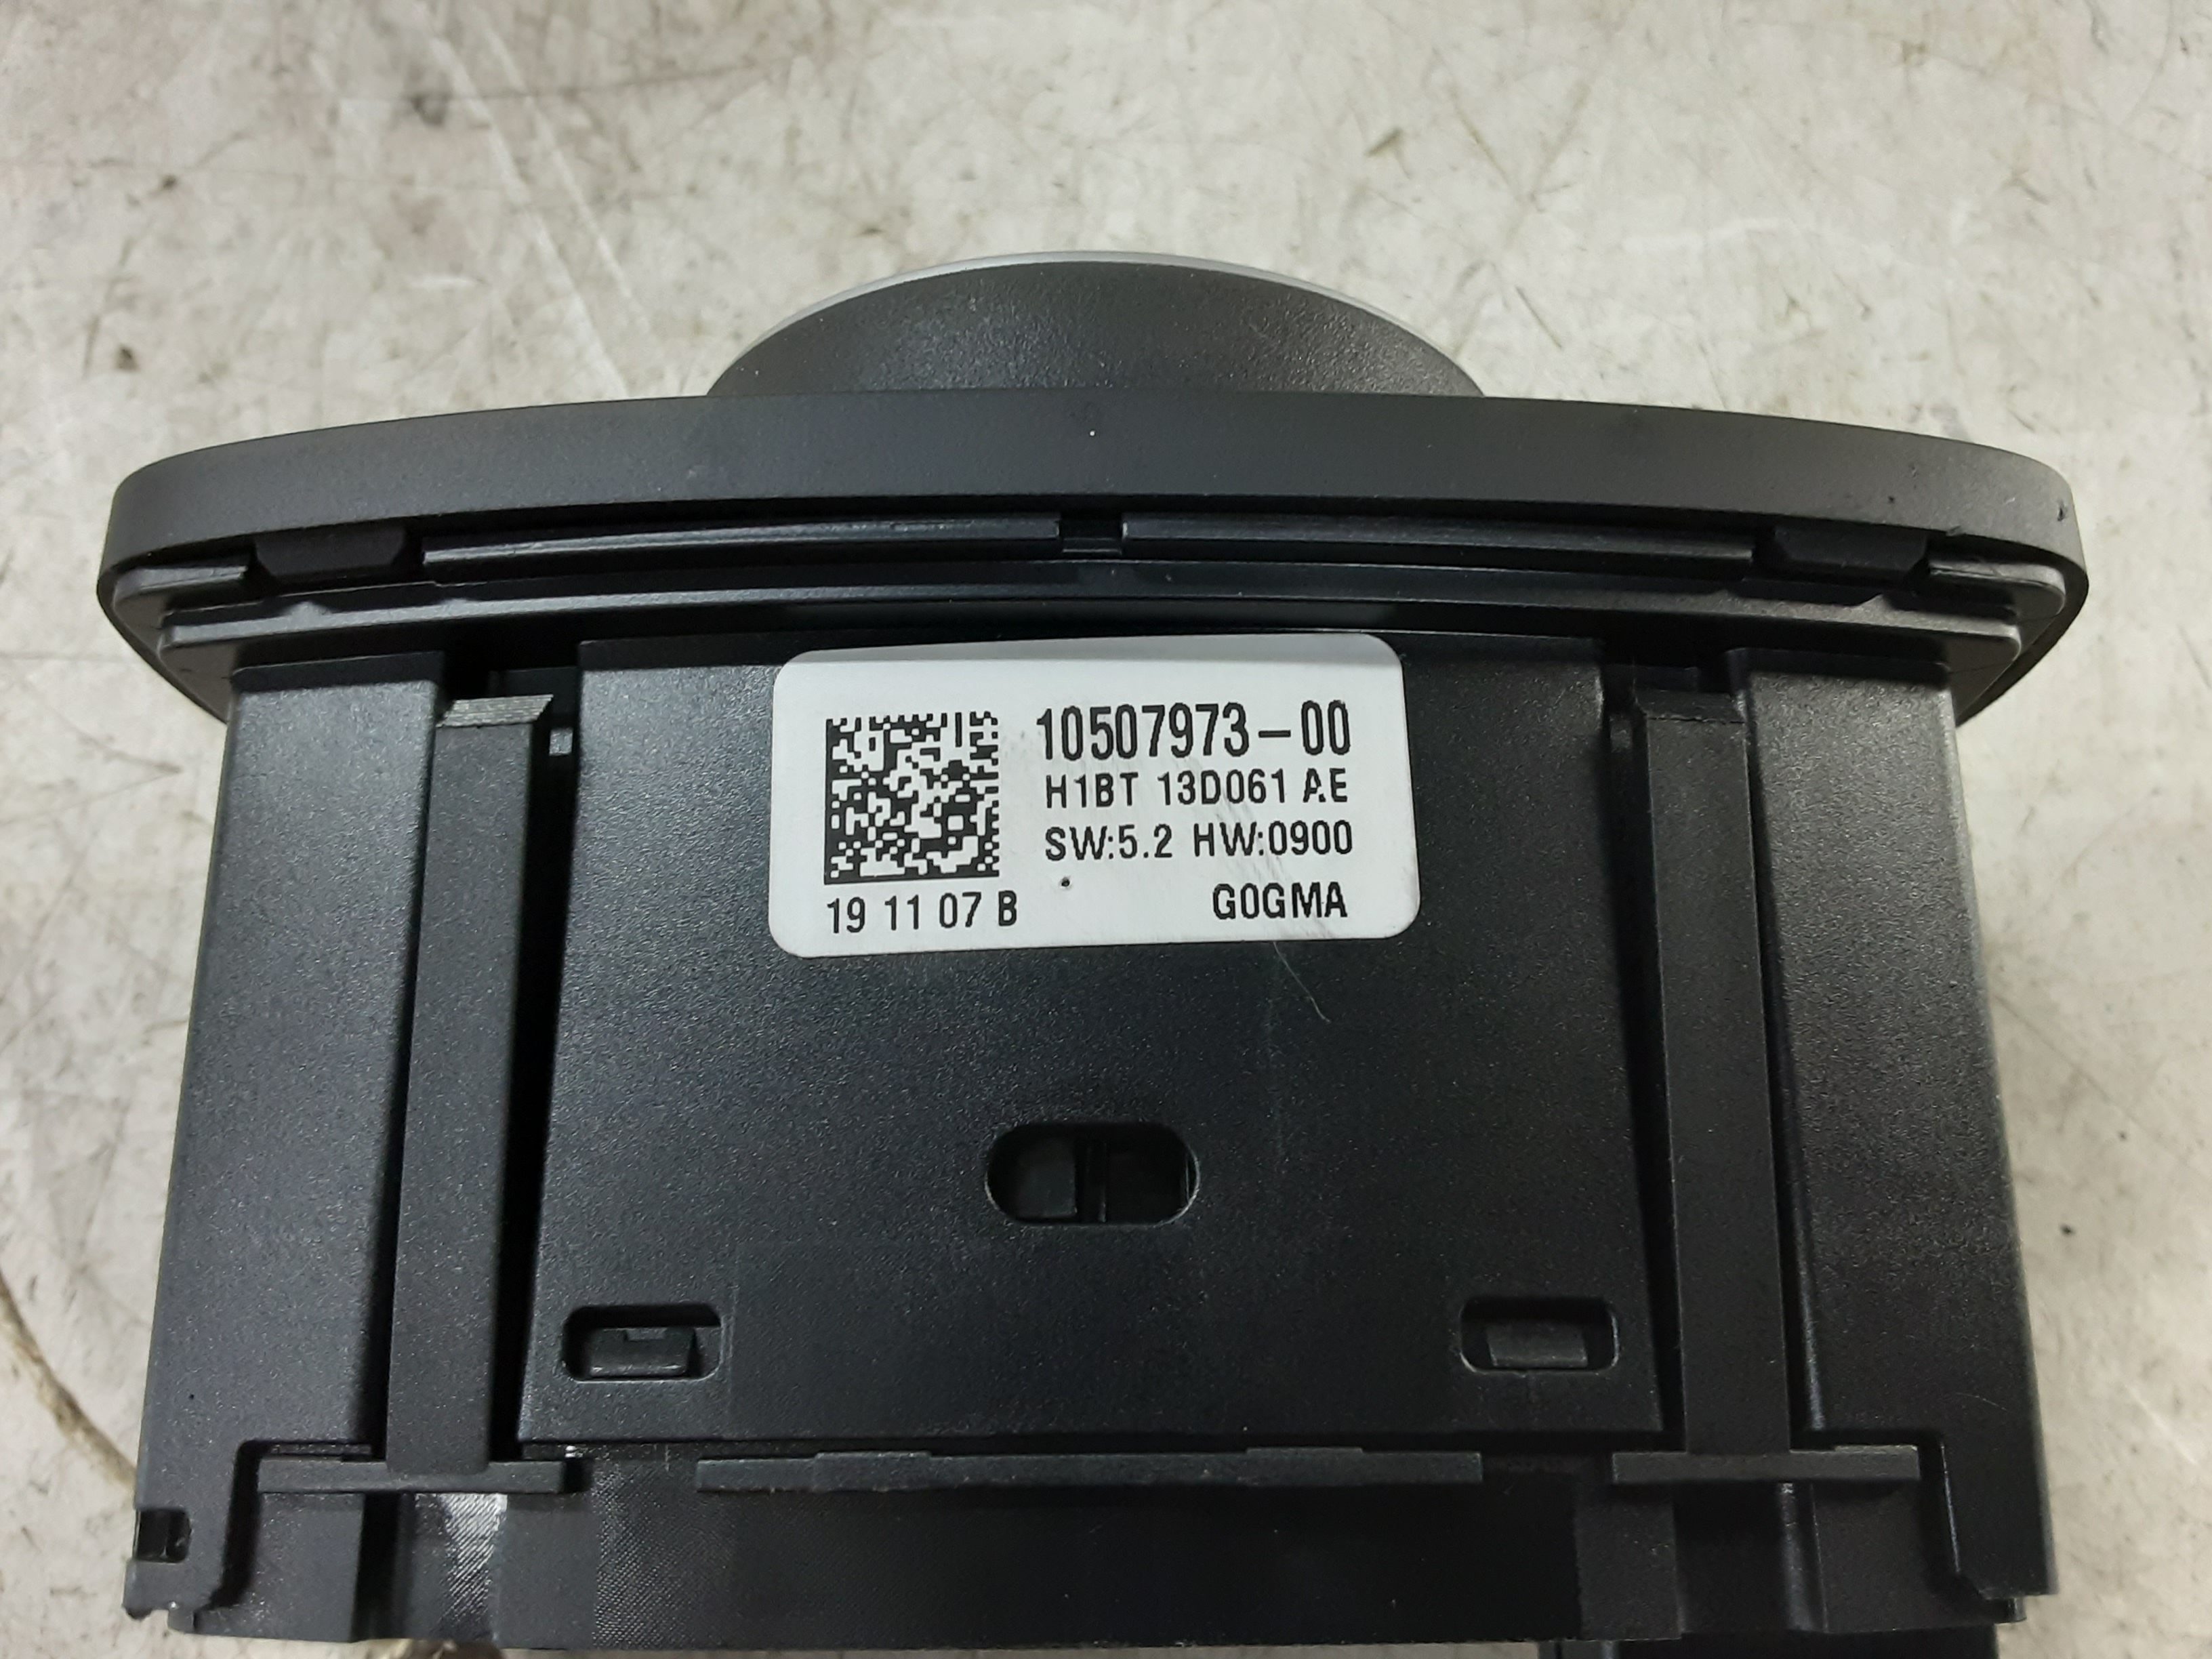 10507973-00
H1BT 13D061 AE
SW:5.2 HW:0900
19 11 07 B G0GMA